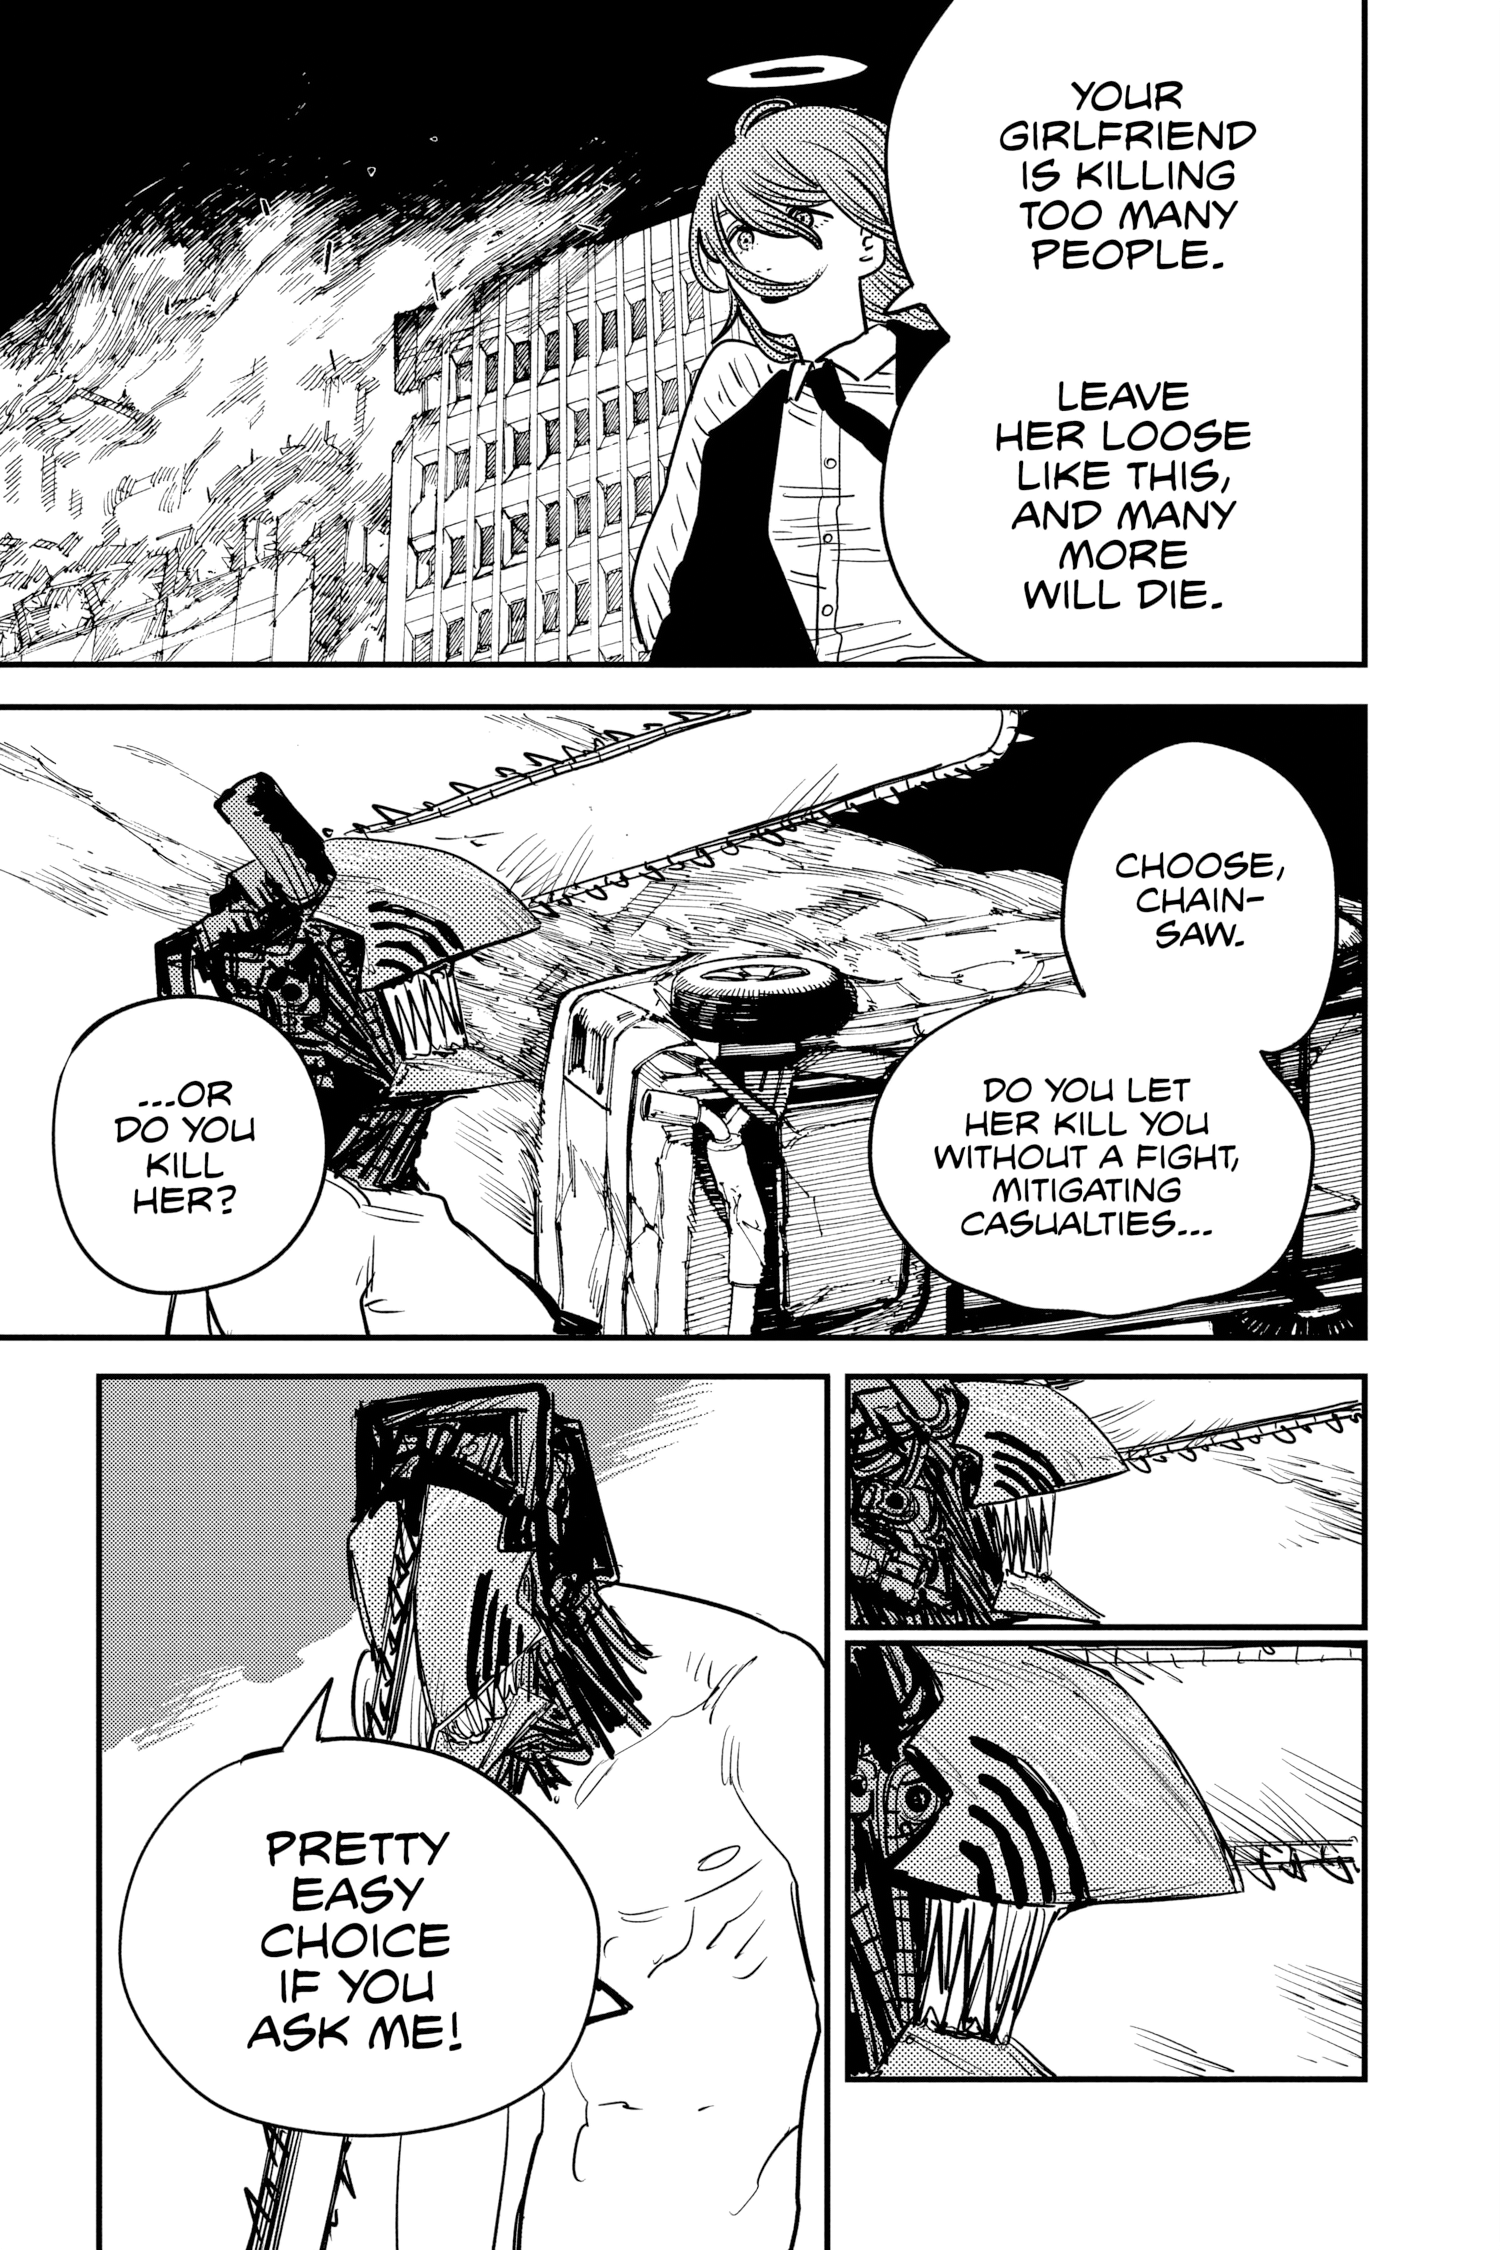 YOUR
GIRLFRIEND
IS KILLING
TOO MANY
PEOPLE.
LEAVE
HER LOOSE
LIKE THIS,
AND MANY
MORE
WILL DIE.
CHOOSE,
CHAIN-
SAW.
DO YOU LET
HER KILL YOU
WITHOUT A FIGHT,
MITIGATING
CASUALTIES...
...OR
DO YOU
KILL
HER?
PRETTY
EASY
CHOICE
IF YOU
ASK ME!